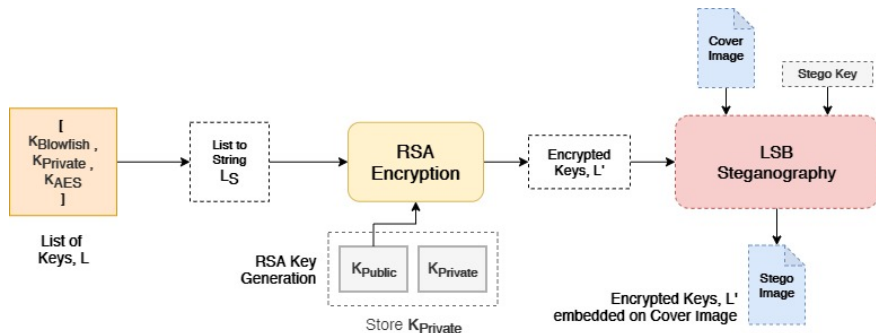 [
KBlowfish ,
KPrivate ,
KAES
]
List of
Keys, L
List to
String
LS
RSA
Encryption
RSA Key
Generation
KPublic
KPrivate
Store KPrivate
Encrypted
Keys, L'
Cover
Image
Stego Key
LSB
Steganography
Stego
Image
Encrypted Keys, L'
embedded on Cover Image